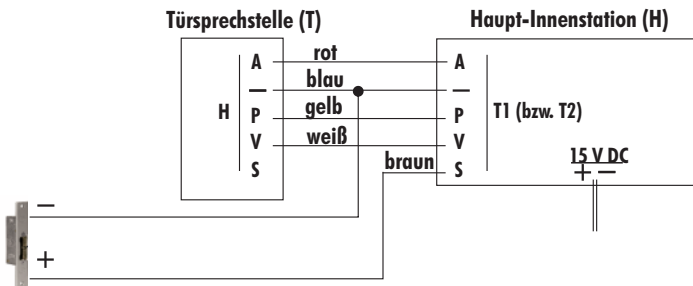 Türsprechstelle (T)
Haupt-Innenstation (H)
A rot A
— blau —
H P gelb P T1 (bzw. T2)
V weiß V
S braun S
15 V DC
+ —
—
+